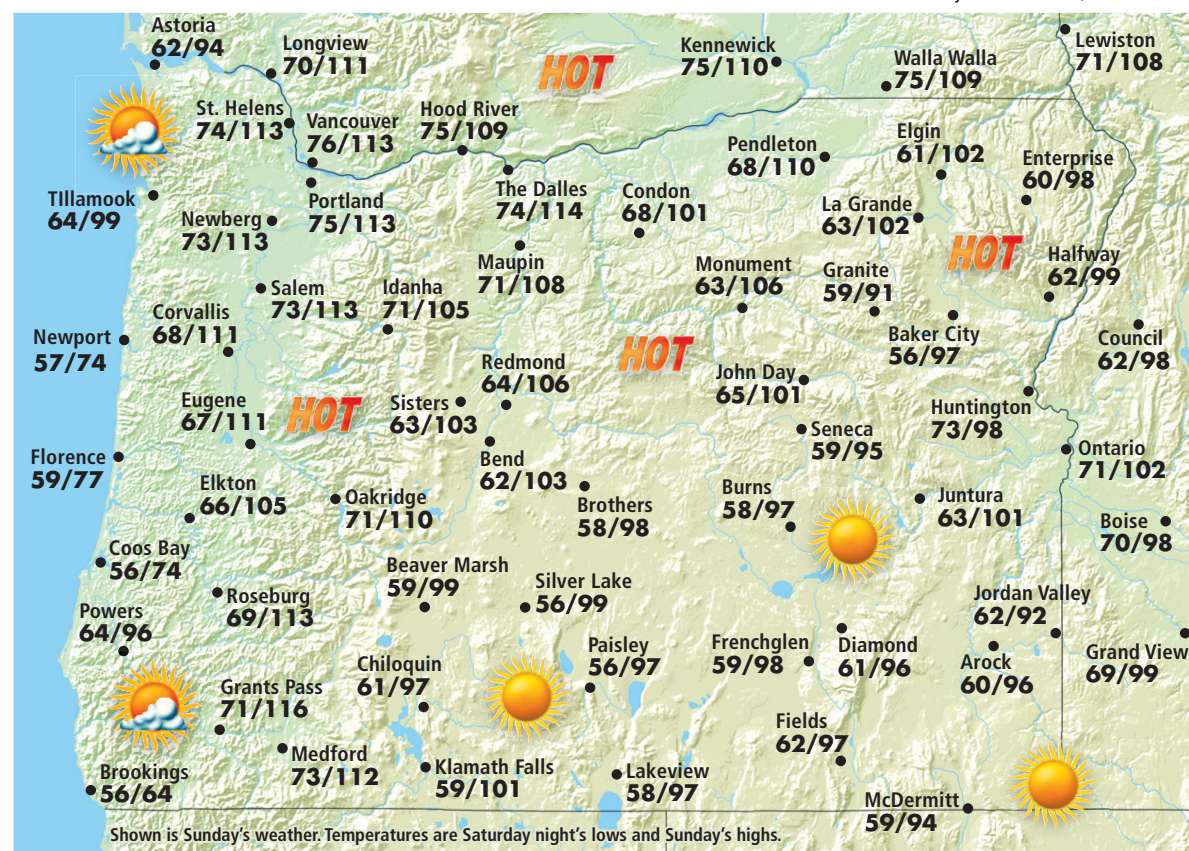 Astoria
62/94
Longview
70/111
HOT
Kennewick
75/110
Walla Walla
75/109
Lewiston
71/108
St. Helens
74/113
Vancouver
76/113
Hood River
75/109
Pendleton
68/110
Elgin
61/102
Enterprise
60/98
TIllamook
64/99
Newberg
73/113
Portland
75/113
The Dalles
74/114
Condon
68/101
La Grande
63/102
HOT
Halfway
62/99
Maupin
71/108
Monument
63/106
Granite
59/91
Salem
73/113
Idanha
71/105
Corvallis
68/111
Newport
57/74
HOT
Baker City
56/97
Council
62/98
Redmond
64/106
John Day
65/101
Eugene
67/111
HOT
Sisters
63/103
Huntington
73/98
Seneca
59/95
Ontario
71/102
Florence
59/77
Bend
62/103
Elkton
66/105
Oakridge
71/110
Brothers
58/98
Burns
58/97
Juntura
63/101
Boise
70/98
Coos Bay
56/74
Beaver Marsh
59/99
Silver Lake
56/99
Roseburg
69/113
Jordan Valley
62/92
Powers
64/96
Paisley
56/97
Frenchglen
59/98
Diamond
61/96
Arock
60/96
Grand View
69/99
Chiloquin
61/97
Grants Pass
71/116
Fields
62/97
Medford
73/112
Klamath Falls
59/101
Lakeview
58/97
Brookings
56/64
McDermitt
59/94
Shown is Sunday's weather. Temperatures are Saturday night's lows and Sunday's highs.